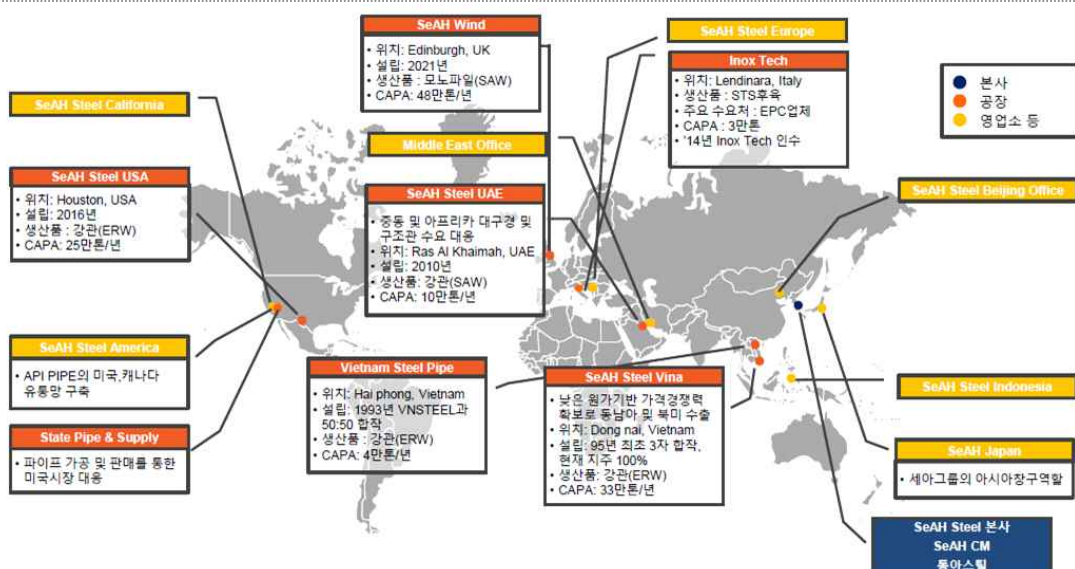 SeAH Wind
• 위치: Edinburgh, UK
• 설립: 2021년
• 생산품 : 모노파일(SAW)
• CAPA: 48만톤/년
SeAH Steel Europe
Inox Tech
• 위치: Lendinara, Italy
• 생산품 : STS후육
• 주요 수요처 : EPC업체
• CAPA : 3만톤
• '14년 Inox Tech 인수
본사
공장
영업소 등
SeAH Steel California
Middle East Office
SeAH Steel USA
• 위치: Houston, USA
• 설립: 2016년
• 생산품 : 강관(ERW)
• CAPA: 25만톤/년
SeAH Steel UAE
• 중동 및 아프리카 대구경 및
구조관 수요 대응
• 위치: Ras Al Khaimah, UAE
• 설립: 2010년
• 생산품: 강관(SAW)
• CAPA: 10만톤/년
SeAH Steel Beijing Office
SeAH Steel America
• API PIPE의 미국,캐나다
유통망 구축
State Pipe & Supply
• 파이프 가공 및 판매를 통한
미국시장 대응
Vietnam Steel Pipe
• 위치: Hai phong, Vietnam
• 설립: 1993년 VNSTEEL과
50:50 합작
• 생산품 : 강관(ERW)
• CAPA: 4만톤/년
SeAH Steel Vina
• 낮은 원가기반 가격경쟁력
확보로 동남아 및 북미 수출
• 위치: Dong nai, Vietnam
• 설립: 95년 최초 3자 합작,
현재 지주 100%
• 생산품: 강관(ERW)
• CAPA: 33만톤/년
SeAH Steel Indonesia
SeAH Japan
• 세아그룹의 아시아창구역할
SeAH Steel 본사
SeAH CM
동아스틸